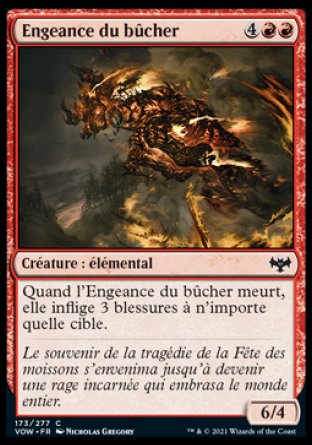 Engeance du bûcher 4
Créature : élémental
Quand l'Engeance du bûcher meurt,
elle inflige 3 blessures à n'importe
quelle cible.
Le souvenir de la tragédie de la Fête des
moissons s'envenima jusqu'à devenir
une rage incarnée qui embrasa le monde
entier.
6/4
173/277 C
VOW • FR NICHOLAS GREGORY
™ & © 2021 Wizards of the Coast